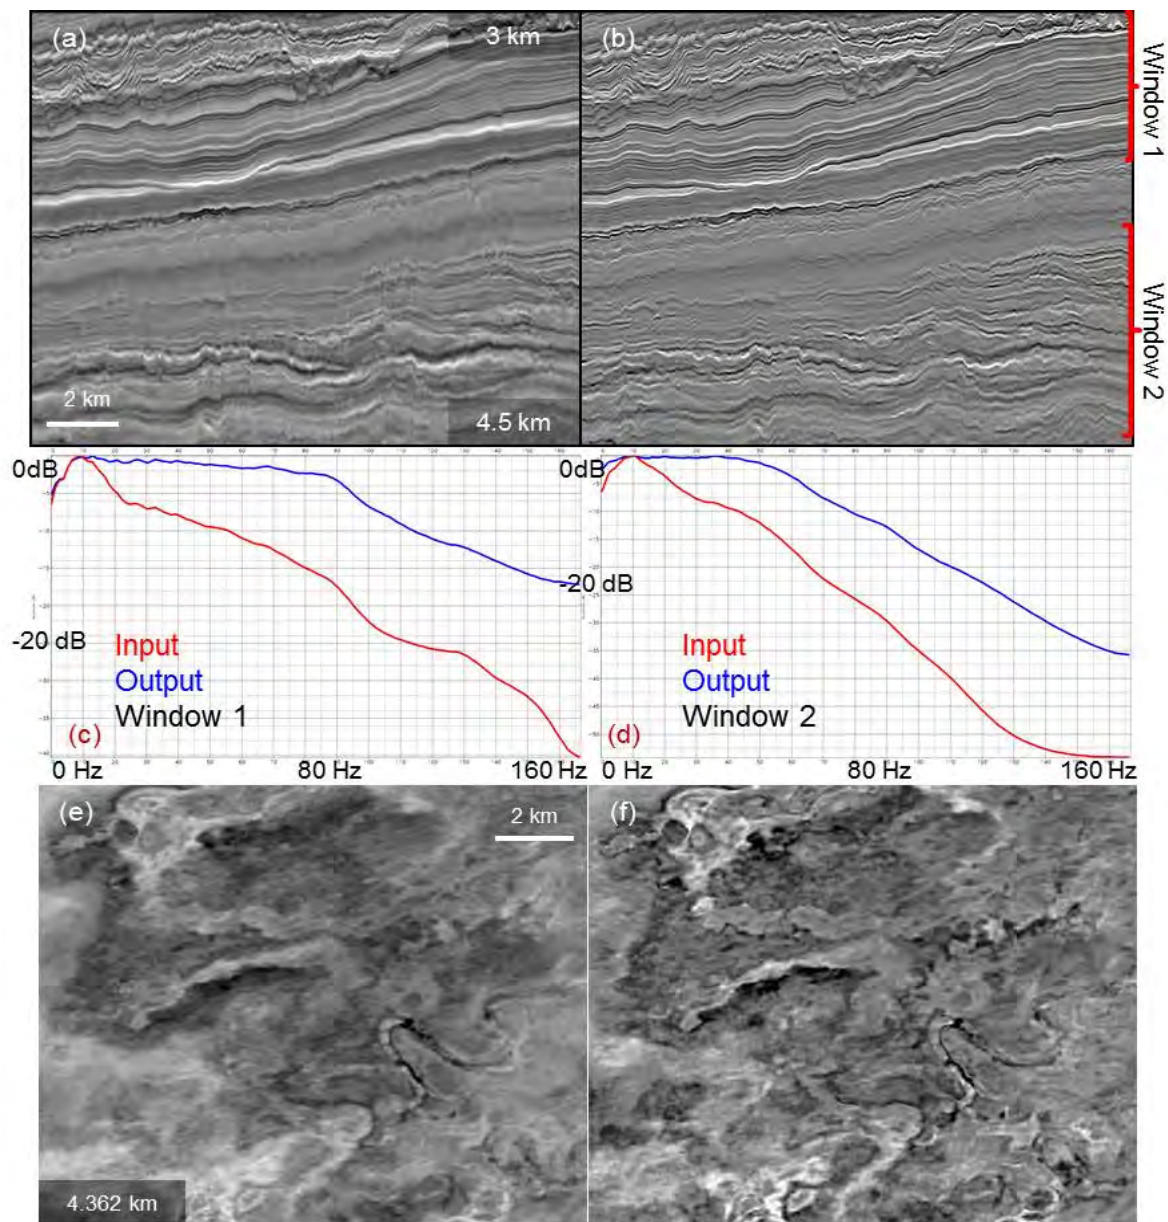 (a)
3 km
(b)
Window 1
2 km
4.5 km
Window 2
0dB
-20 dB
Input
Output
Window 1
(c)
0 Hz
80 Hz
160 Hz
0dB
-20 dB
Input
Output
Window 2
(d)
0 Hz
80 Hz
160 Hz
(e)
2 km
(f)
4.362 km